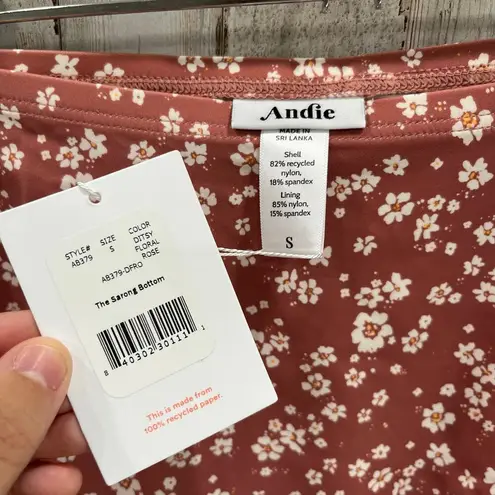 Andie
MADE IN
SRI LANKA
Shell
82% recycled
nylon,
18% spandex
Lining
85% nylon,
15% spandex
S
STYLE# SIZE COLOR
AB379 S DITSY
FLORAL
ROSE
AB379-DFRO
The Sarong Bottom
8 40302 30111 1
This is made from
100% recycled paper.